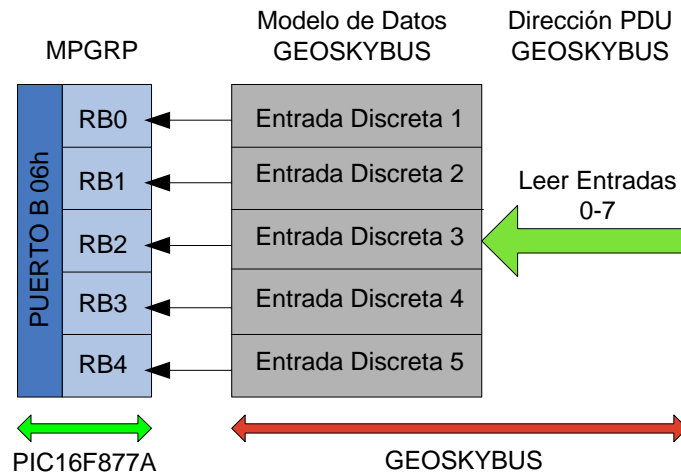 MPGRP
Modelo de Datos
GEOSKYBUS
Dirección PDU
GEOSKYBUS
PUERTO B 06h
RB0
Entrada Discreta 1
RB1
Entrada Discreta 2
RB2
Entrada Discreta 3
Leer Entradas
0-7
RB3
Entrada Discreta 4
RB4
Entrada Discreta 5
PIC16F877A
GEOSKYBUS